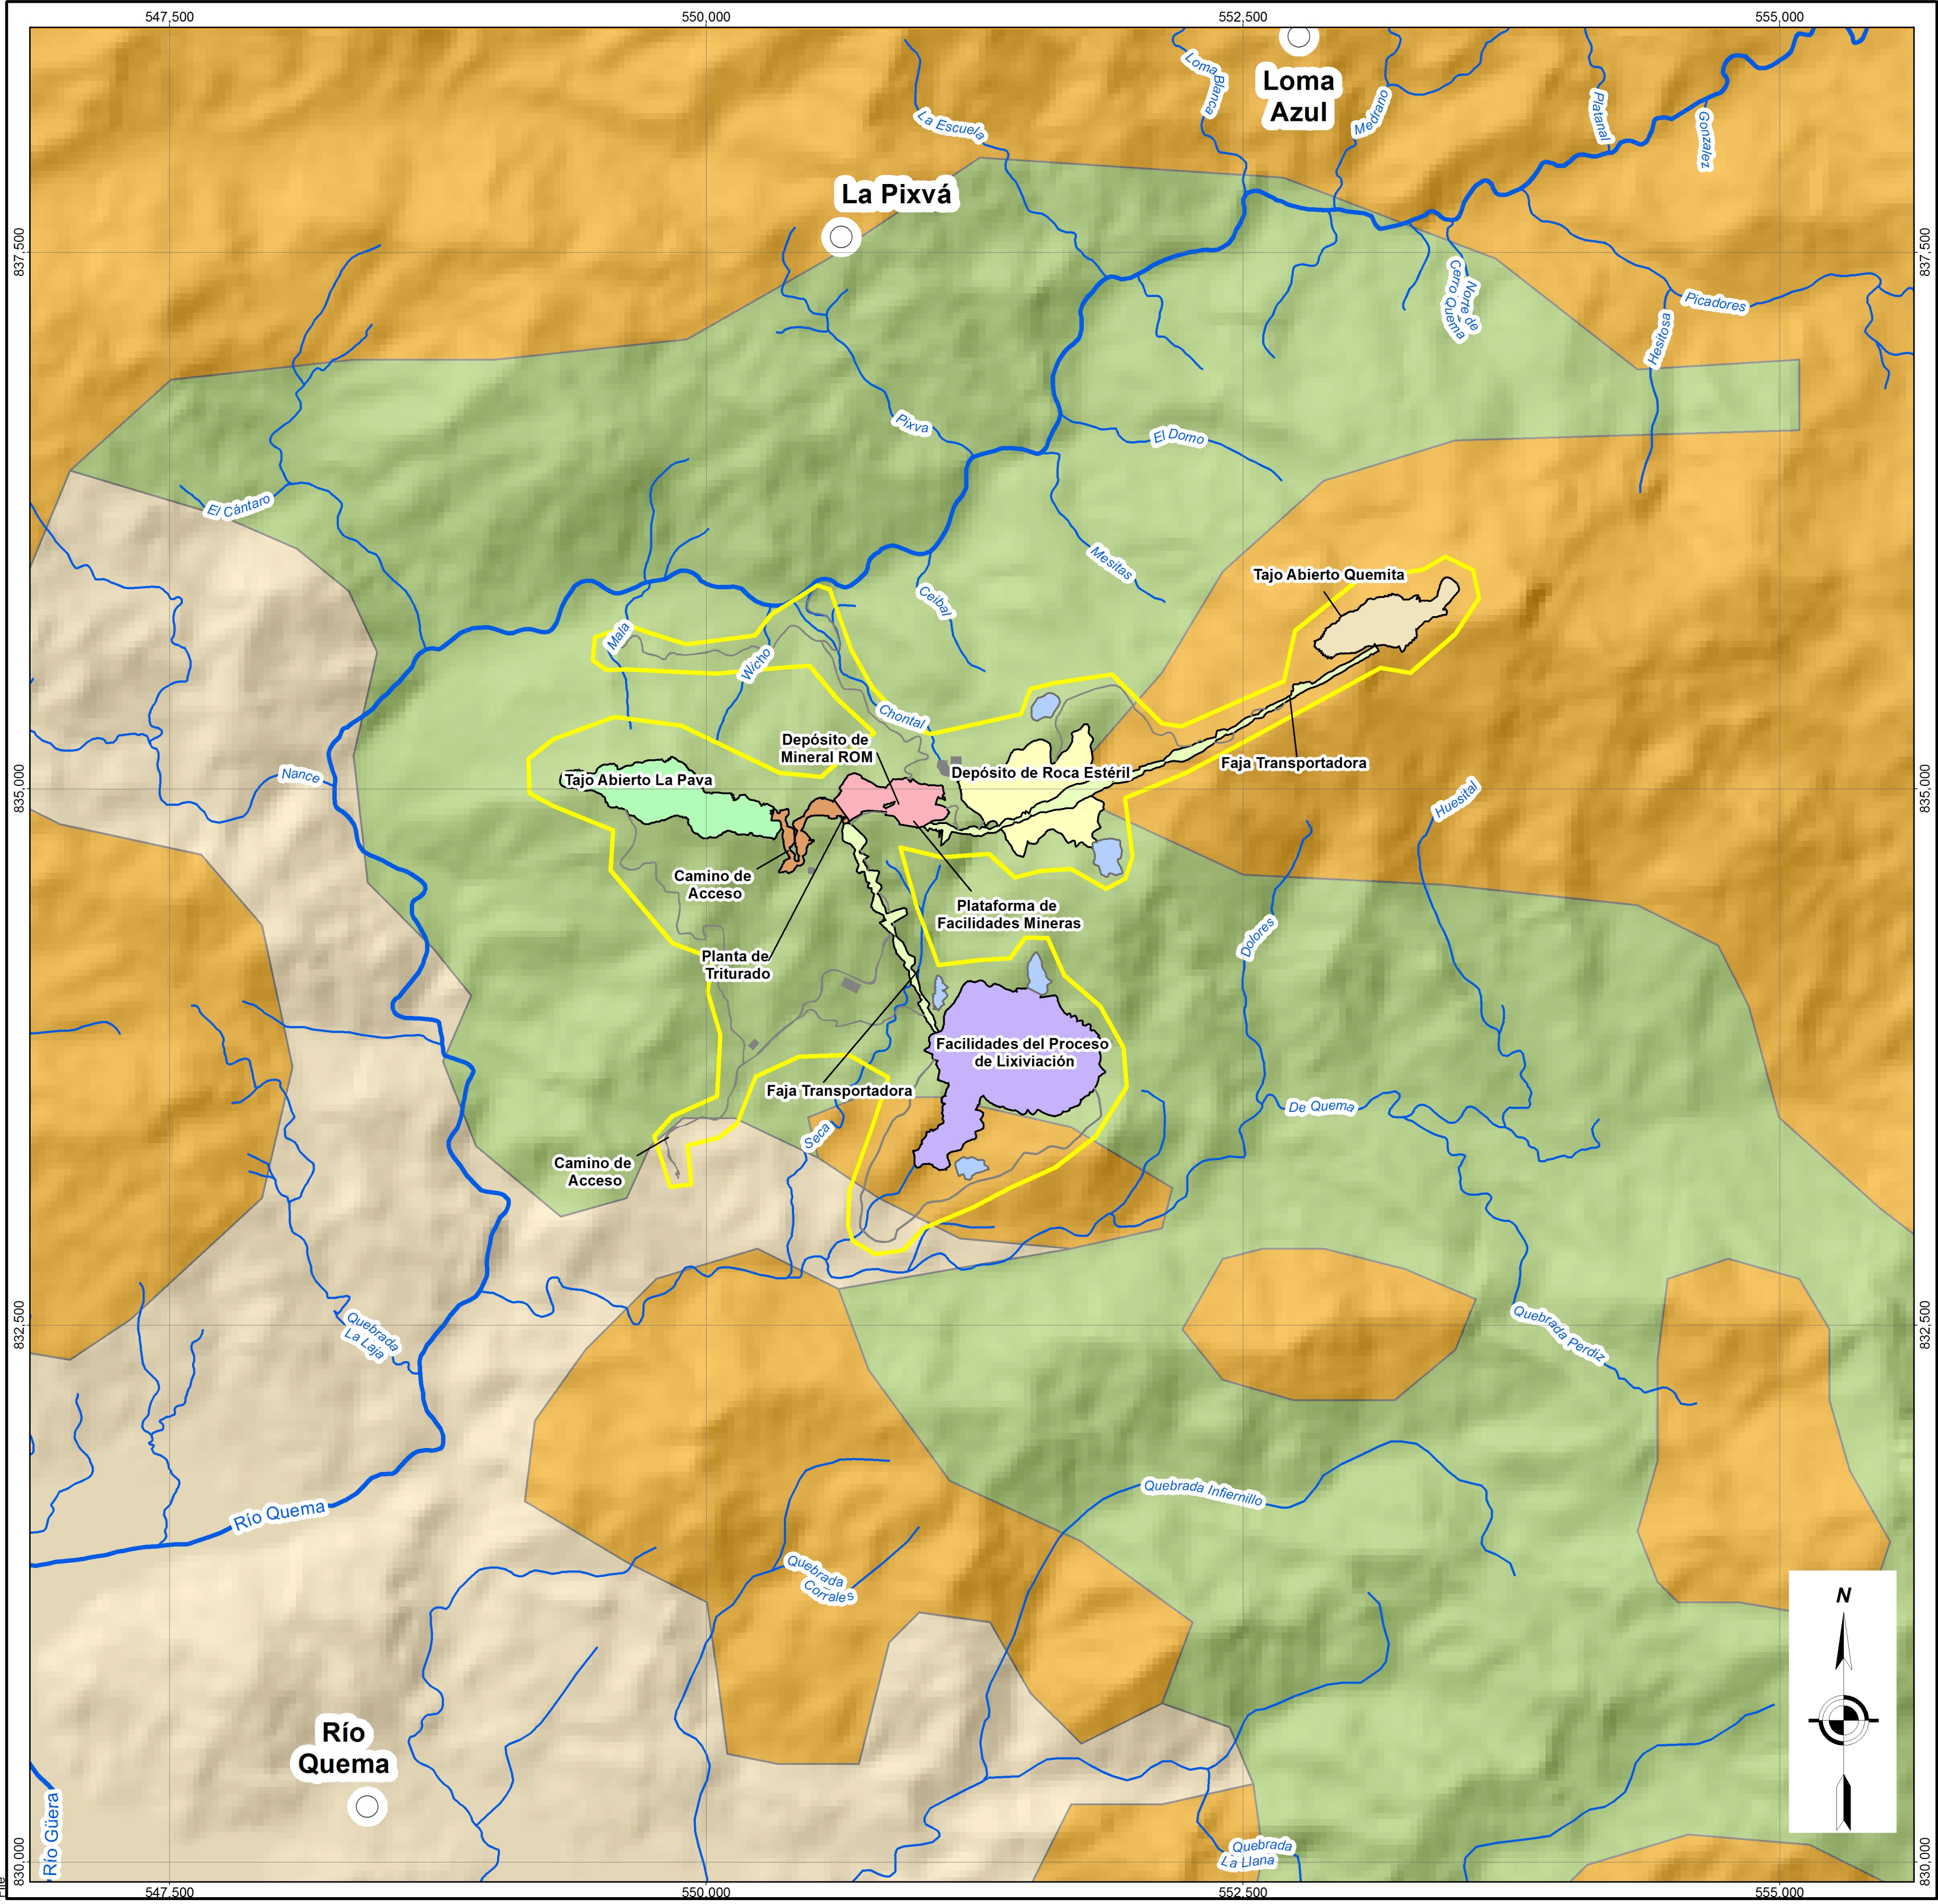 547,500
550,000
552,500
555,000
Loma
Blanca
Loma
Azul
Medrano
Platanal
Gonzalez
La Escuela
La Pixvá
837,500
837,500
Norte de
Cerro Quema
Picadores
Hesitosa
Pixva
El Domo
El Cántaro
Mesitas
Ceibal
Tajo Abierto Quemita
Mala
Wicho
Chontal
Depósito de
Mineral ROM
Nance
Tajo Abierto La Pava
Depósito de Roca Estéril
Faja Transportadora
835,000
835,000
Huesital
Camino de
Acceso
Plataforma de
Facilidades Mineras
Dolores
Planta de
Triturado
Facilidades del Proceso
de Lixiviación
Faja Transportadora
De Quema
Seca
Camino de
Acceso
832,500
832,500
Quebrada
La Laja
Quebrada Perdiz
Río Quema
Quebrada Infiernillo
Quebrada
Corrales
N
Río
Quema
Río Güera
Quebrada
La Llana
830,000
830,000
547,500
550,000
552,500
555,000